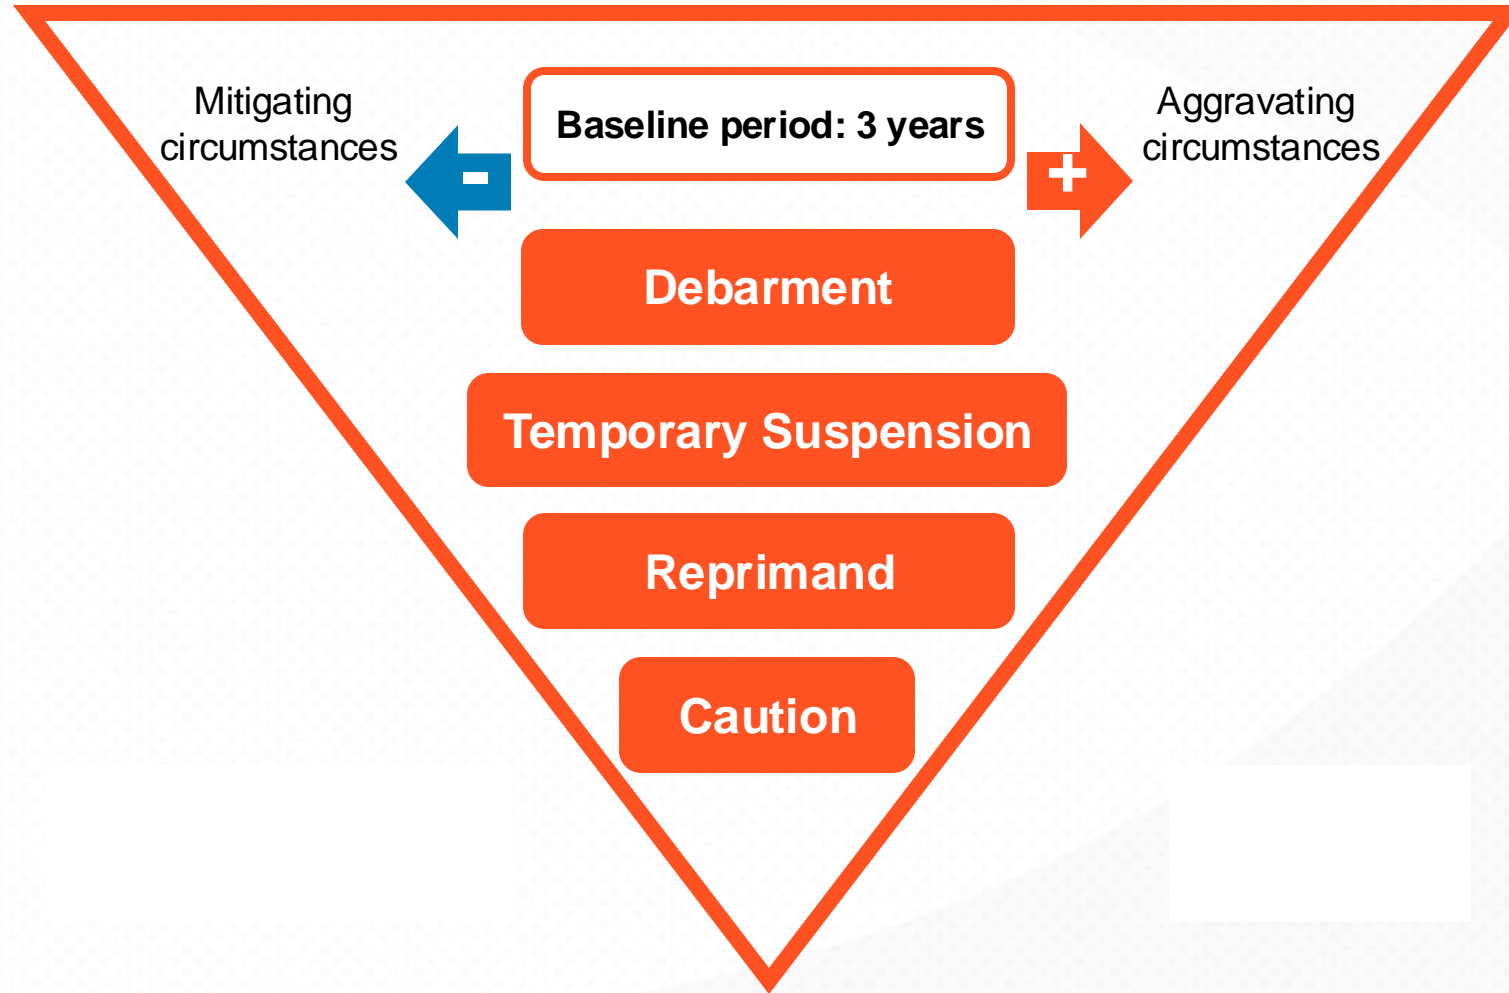 Mitigating
circumstances
Baseline period: 3 years
Aggravating
circumstances
-
+
Debarment
Temporary Suspension
Reprimand
Caution